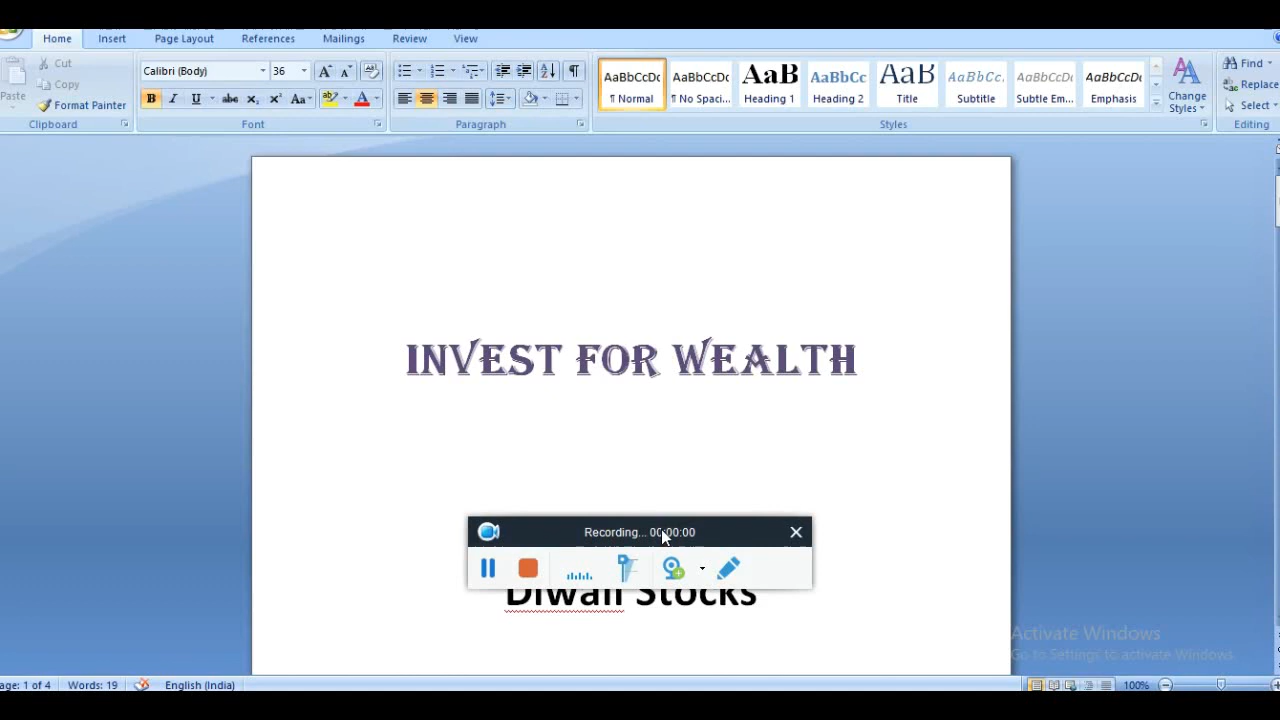 Home Insert Page Layout References Mailings Review View
Cut
Copy
Paste
Format Painter
Calibri (Body) 36
AaBbCcDc AaBbCcDc AaB AaBbCc AaB AaBbCc. AaBbCcDc AaBbCcDc
¶ Normal ¶ No Spaci... Heading 1 Heading 2 Title Subtitle Subtle Em... Emphasis
Change
Styles
Find
Replace
Select
Clipboard Font Paragraph Styles Editing
INVEST FOR WEALTH
Recording... 00:00:00
Diwan Stocks
Activate Windows
Go to Settings to activate Windows.
age: 1 of 4 Words: 19 English (India) 100%